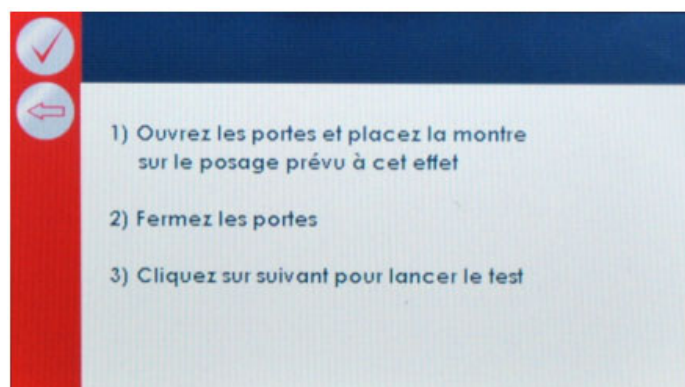 1) Ouvrez les portes et placez la montre
sur le posage prévu à cet effet
2) Fermez les portes
3) Cliquez sur suivant pour lancer le test